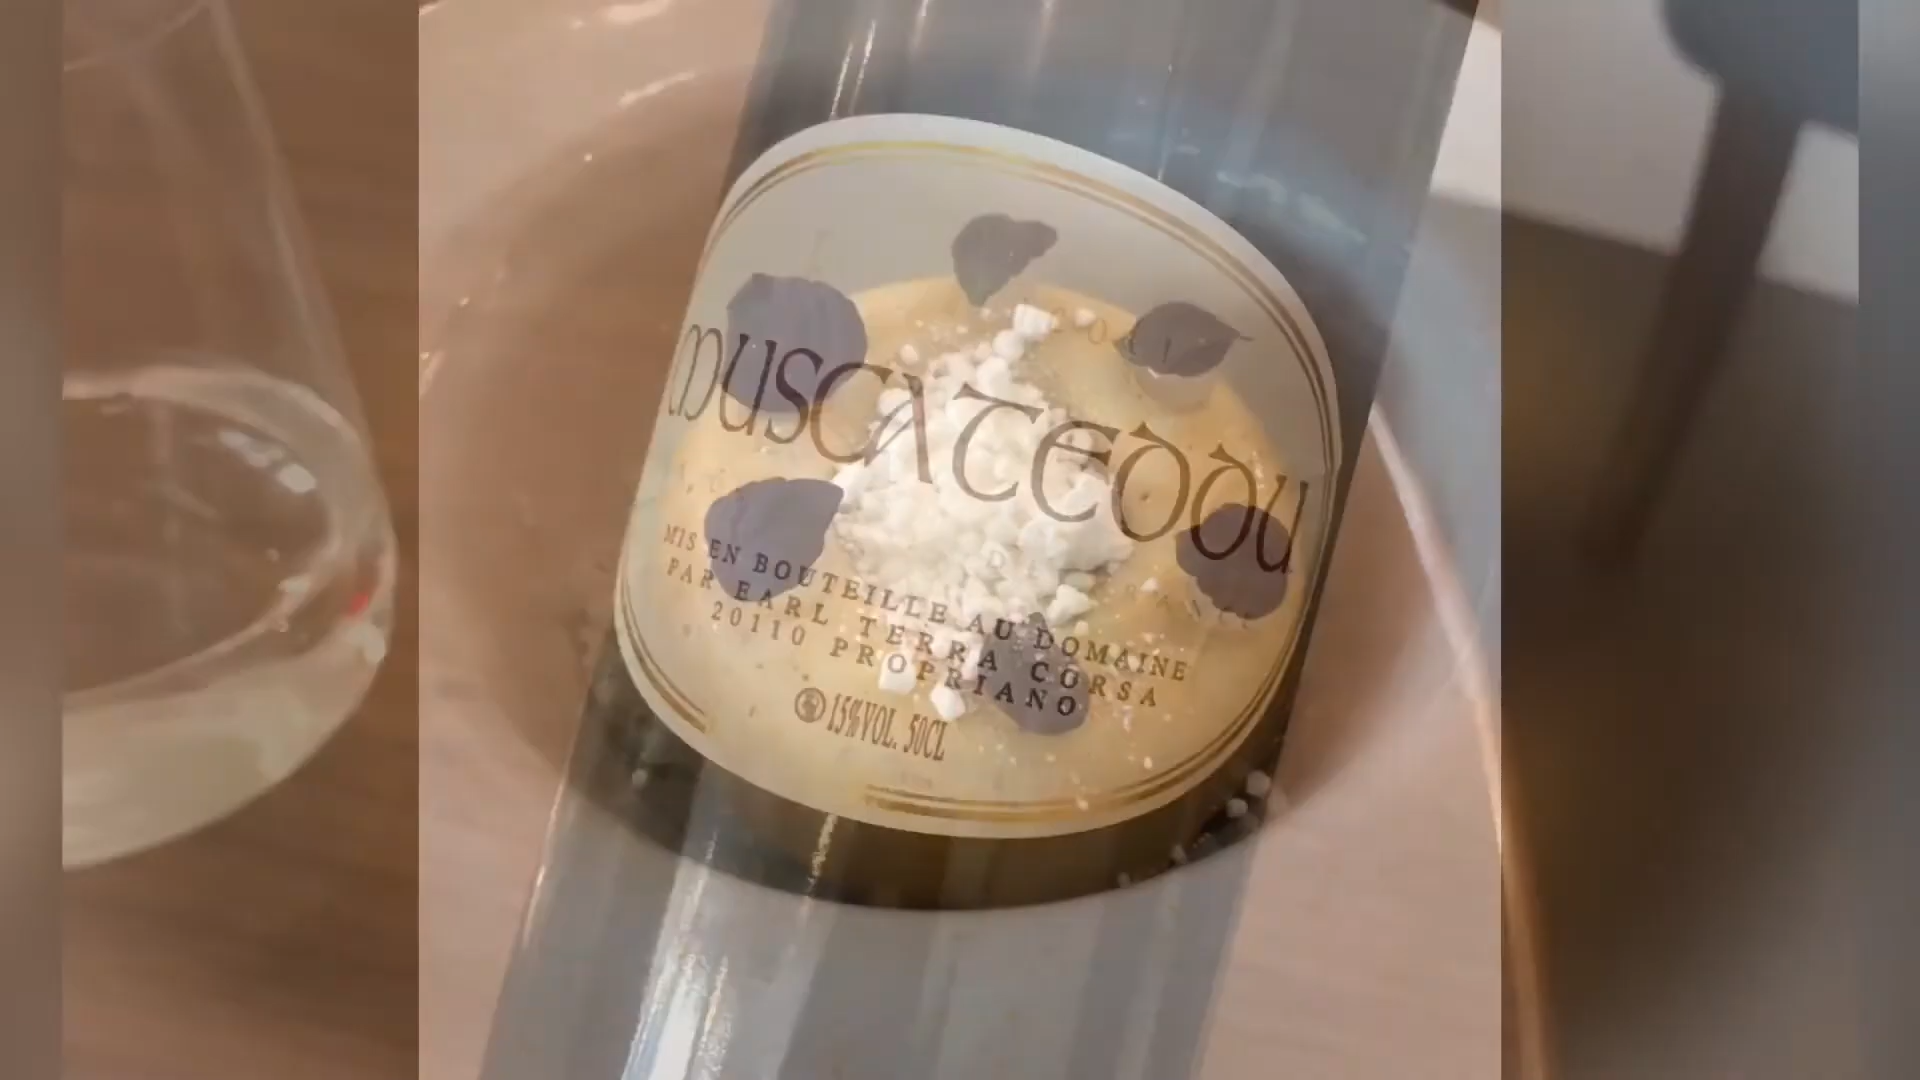 MUSCATEDDU
MIS EN BOUTEILLE AU DOMAINE
PAR EARL TERRA CORSA
20110 PROPRIANO
15%VOL. 50CL